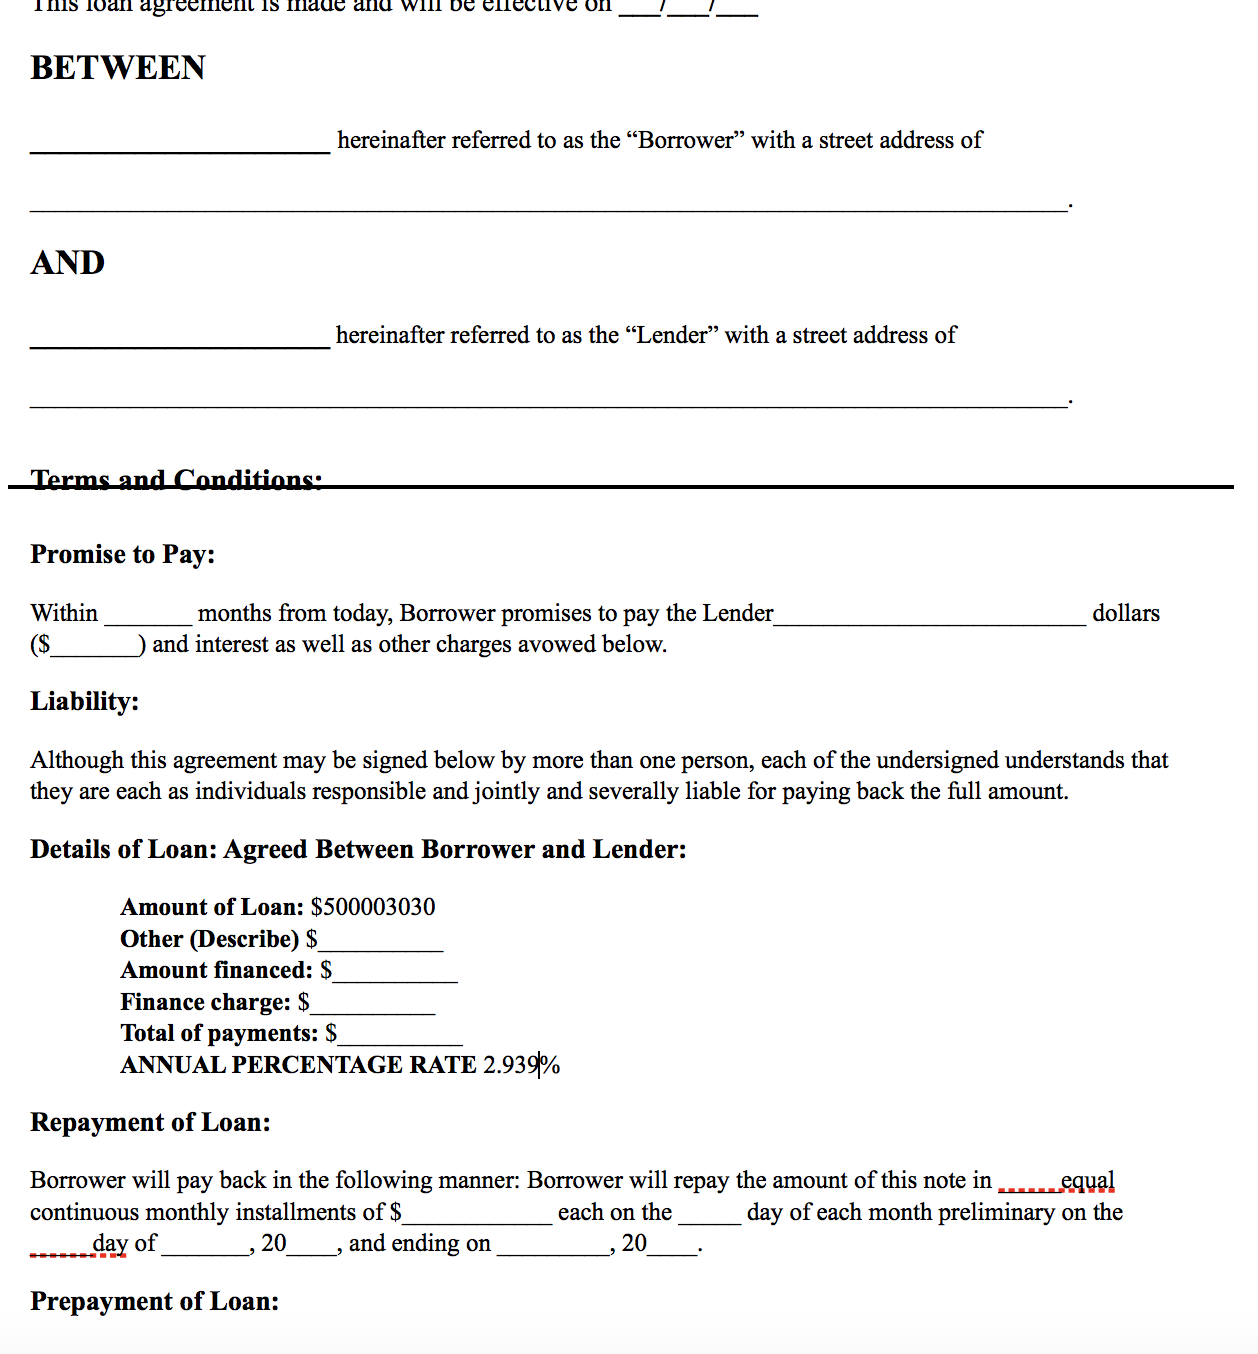 This loan agreement is made and will be effective on ___/___/___
BETWEEN
________________________ hereinafter referred to as the “Borrower” with a street address of
___________________________________________________________________________________.
AND
________________________ hereinafter referred to as the “Lender” with a street address of
___________________________________________________________________________________.
Terms and Conditions:
Promise to Pay:
Within _______ months from today, Borrower promises to pay the Lender_________________________ dollars
($_______) and interest as well as other charges avowed below.
Liability:
Although this agreement may be signed below by more than one person, each of the undersigned understands that
they are each as individuals responsible and jointly and severally liable for paying back the full amount.
Details of Loan: Agreed Between Borrower and Lender:
Amount of Loan: $500003030
Other (Describe) $__________
Amount financed: $__________
Finance charge: $__________
Total of payments: $__________
ANNUAL PERCENTAGE RATE 2.939%
Repayment of Loan:
Borrower will pay back in the following manner: Borrower will repay the amount of this note in _____equal
continuous monthly installments of $____________ each on the _____ day of each month preliminary on the
_____day of _______, 20____, and ending on _________, 20____.
Prepayment of Loan: